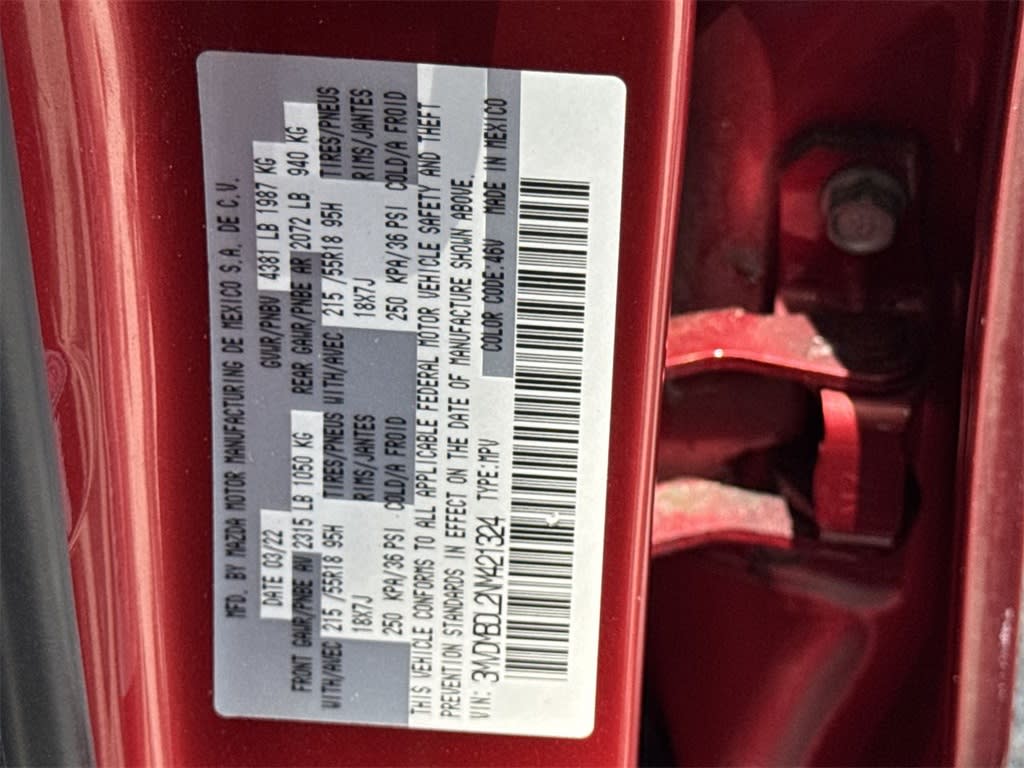 MFD. BY MAZDA MOTOR MANUFACTURING DE MEXICO S.A. DE C.V.
DATE 03/22 GVWR/PNBV 4381 LB 1987 KG
FRONT GAWR/PNBE AV 2315 LB 1050 KG REAR GAWR/PNBE AR 2072 LB 940 KG
WITH/AVEC 215 /55R18 95H TIRES/PNEUS WITH/AVEC 215 /55R18 95H TIRES/PNEUS
18X7J RIMS/JANTES 18X7J RIMS/JANTES
250 KPA/36 PSI COLD/A FROID 250 KPA/36 PSI COLD/A FROID
THIS VEHICLE CONFORMS TO ALL APPLICABLE FEDERAL MOTOR VEHICLE SAFETY AND THEFT
PREVENTION STANDARDS IN EFFECT ON THE DATE OF MANUFACTURE SHOWN ABOVE.
VIN: 3MVDMBDL2NM421324 TYPE:MPV COLOR CODE:46V MADE IN MEXICO